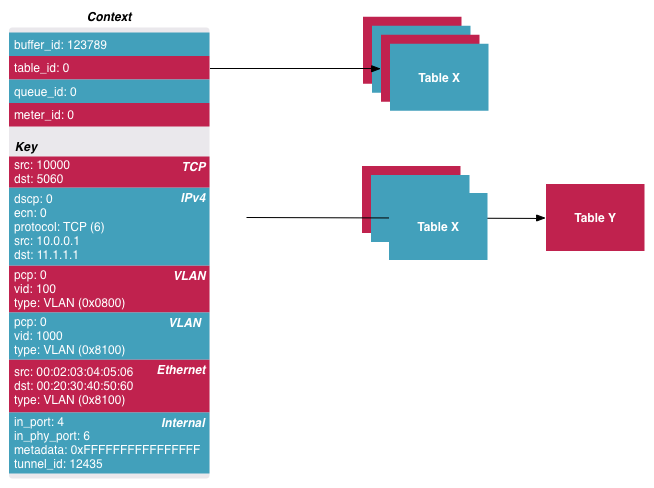 Context
buffer_id: 123789
table_id: 0
queue_id: 0
meter_id: 0
Key
src: 10000
TCP
dst: 5060
dscp: 0
IPv4
ecn: 0
protocol: TCP (6)
src: 10.0.0.1
dst: 11.1.1.1
pcp: 0
VLAN
vid: 100
type: VLAN (0x0800)
pcp: 0
VLAN
vid: 1000
type: VLAN (0x8100)
src: 00:02:03:04:05:06
Ethernet
dst: 00:20:30:40:50:60
type: VLAN (0x8100)
in_port: 4
Internal
in_phy_port: 6
metadata: 0xFFFFFFFFFFFFFFFF
tunnel_id: 12435
Table X
Table X
Table Y